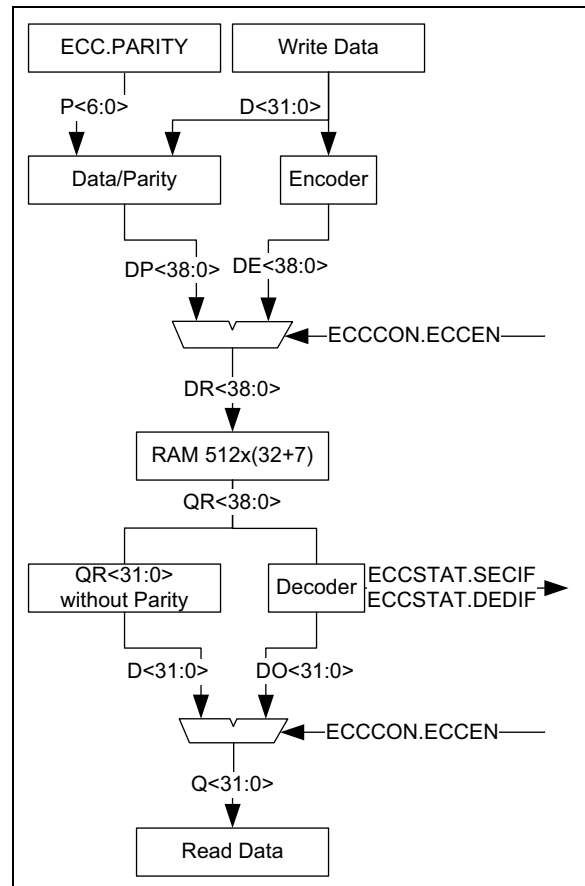 ECC.PARITY
Write Data
P<6:0>
D<31:0>
Data/Parity
Encoder
DP<38:0>
DE<38:0>
ECCCON.ECCEN
DR<38:0>
RAM 512x(32+7)
QR<38:0>
QR<31:0>
without Parity
Decoder
ECCSTAT.SECIF
ECCSTAT.DEDIF
D<31:0>
DO<31:0>
ECCCON.ECCEN
Q<31:0>
Read Data